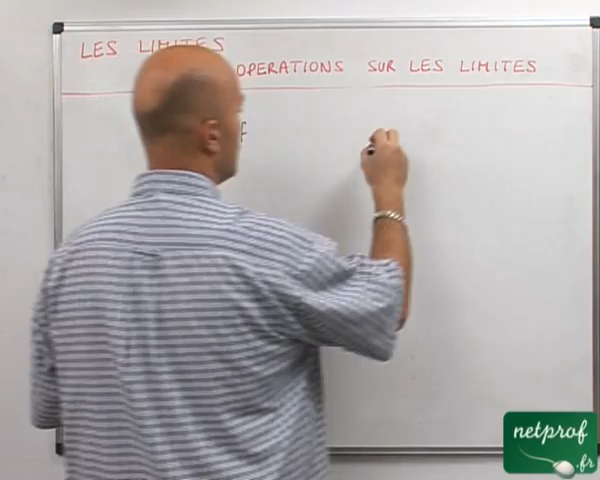 LES LIMITES
OPERATIONS SUR LES LIMITES
f
netprof
.fr